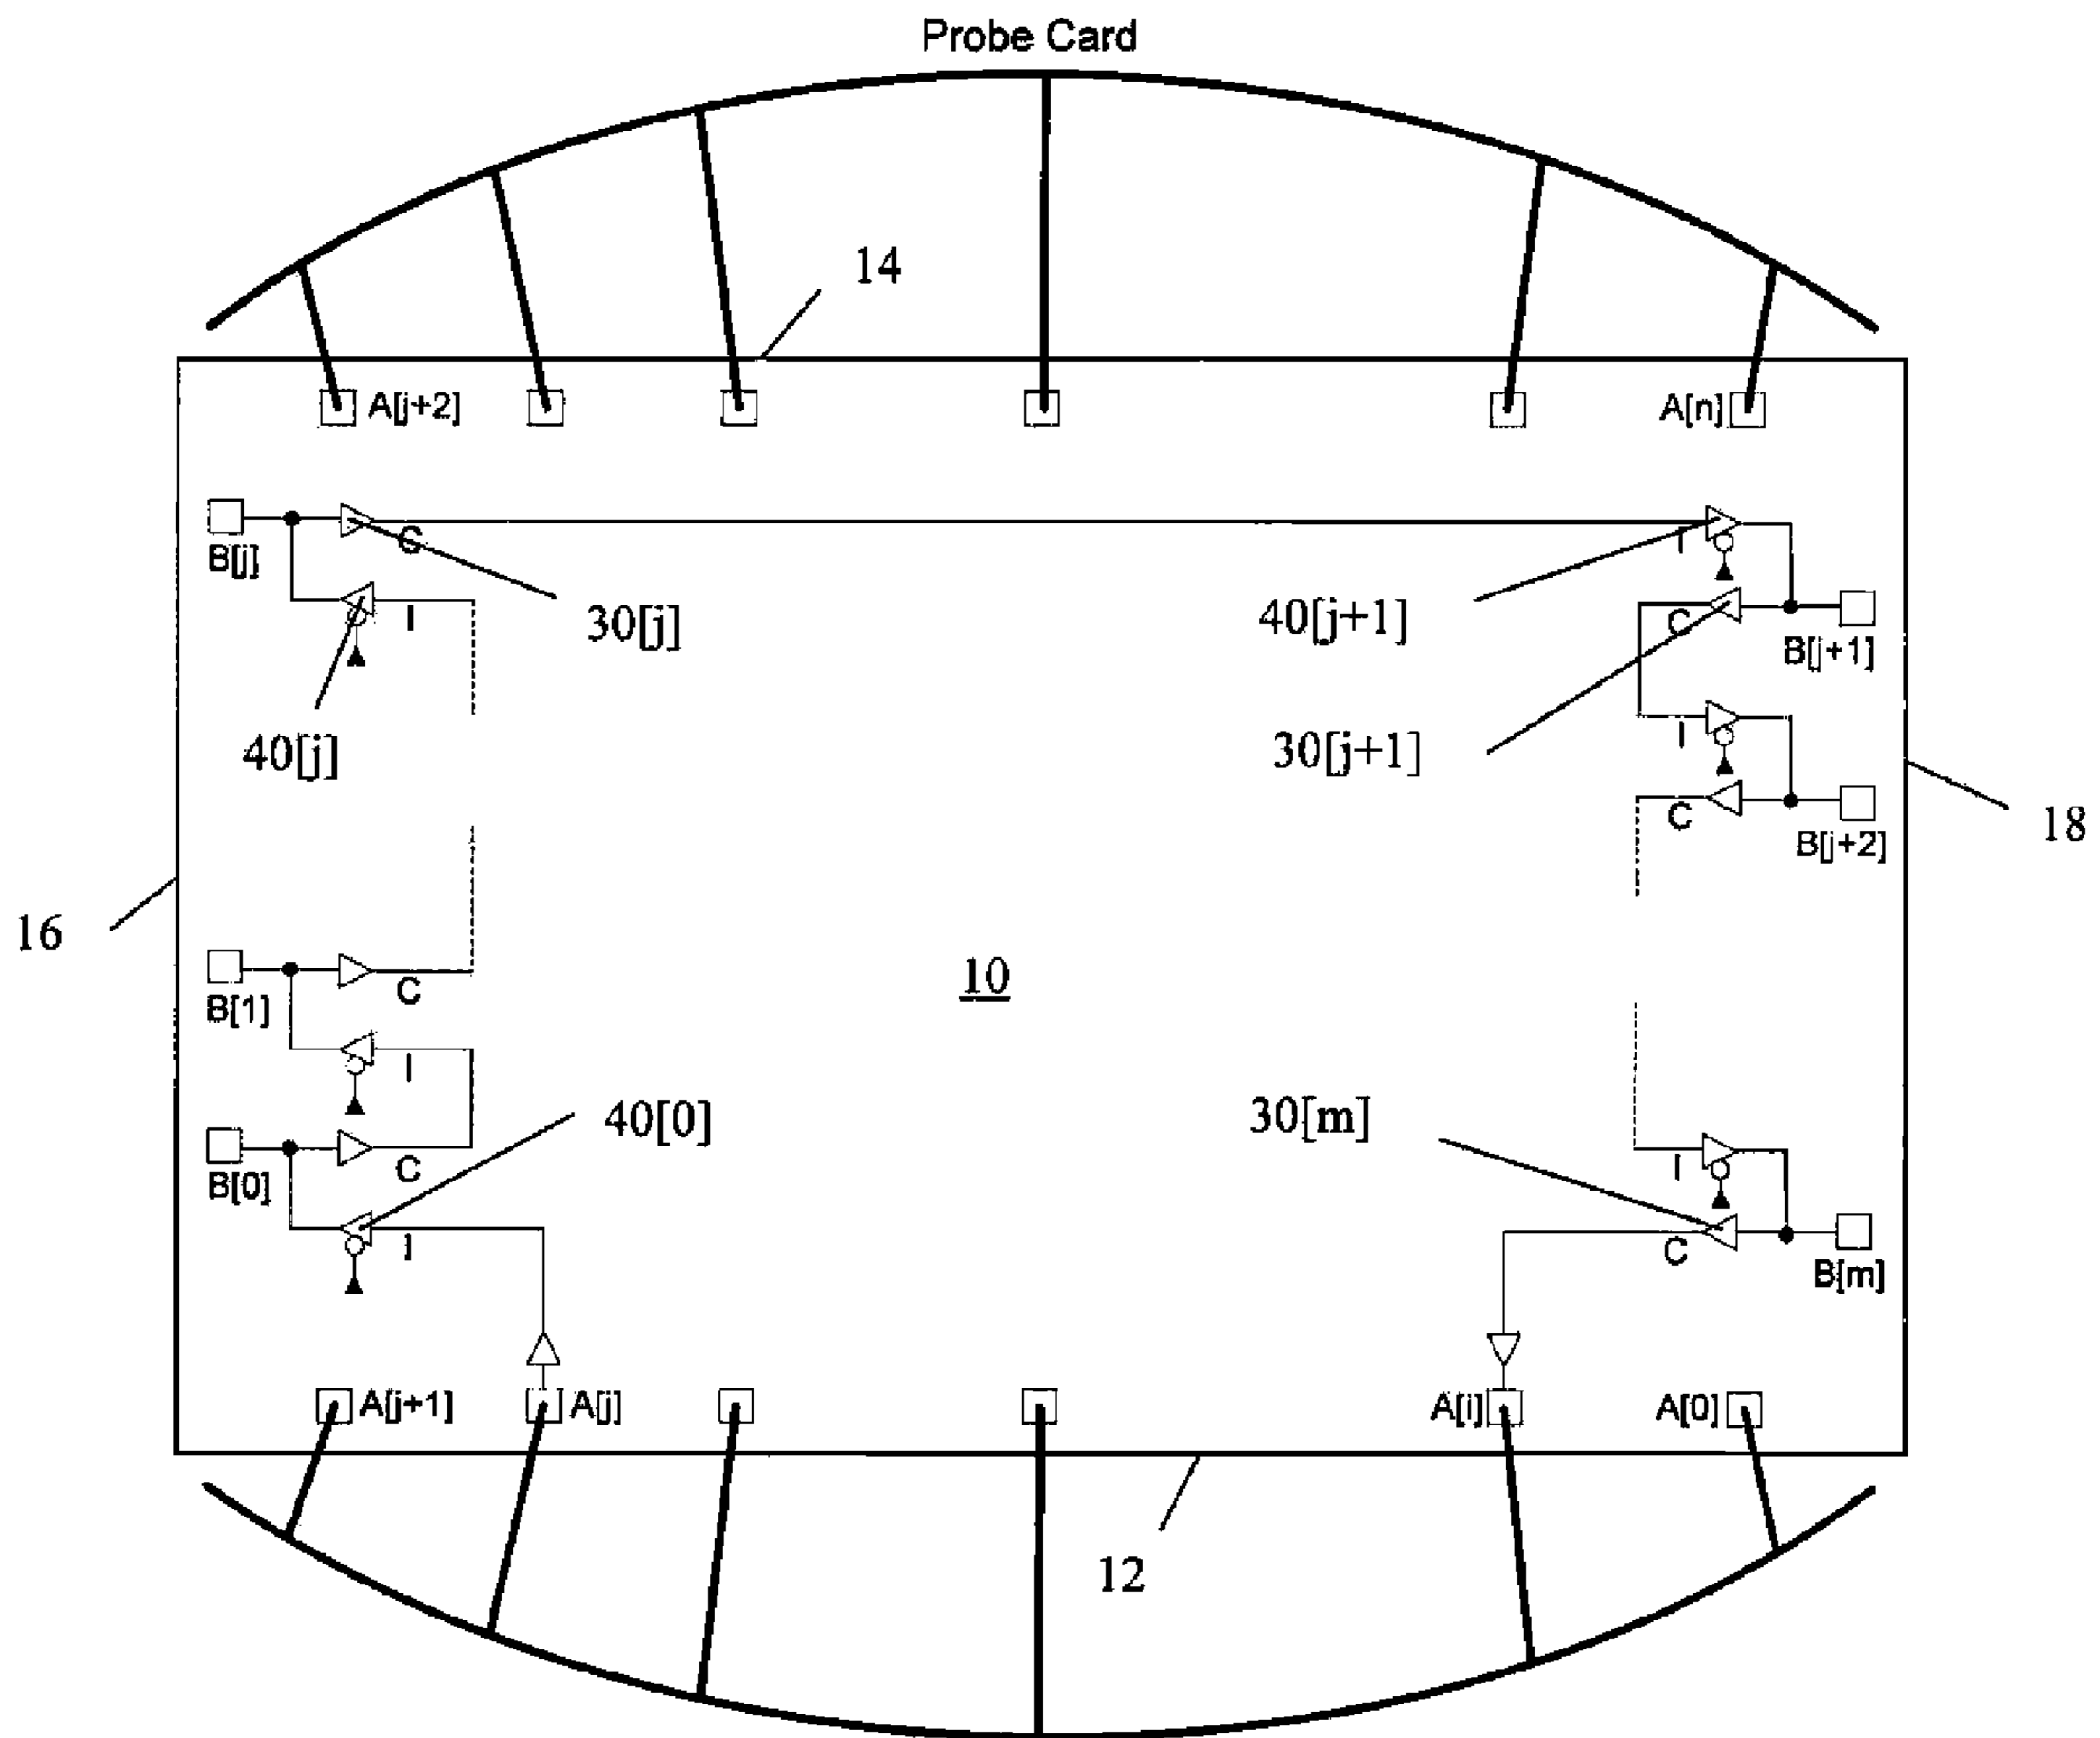 Probe Card
14
A[j+2]
A[n]
C
I
B[j]
I
30[j]
40[j+1]
C
B[j+1]
40[j]
I
30[j+1]
C
B[j+2]
18
16
10
B[1]
C
I
40[0]
30[m]
B[0]
C
I
I
C
B[m]
A[j+1]
A[j]
A[i]
A[0]
12